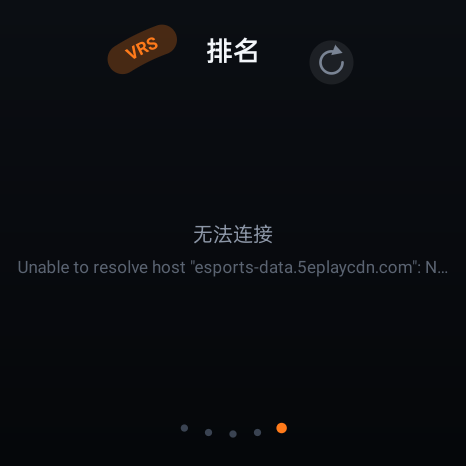 VRS
排名
无法连接
Unable to resolve host "esports-data.5eplaycdn.com": N...